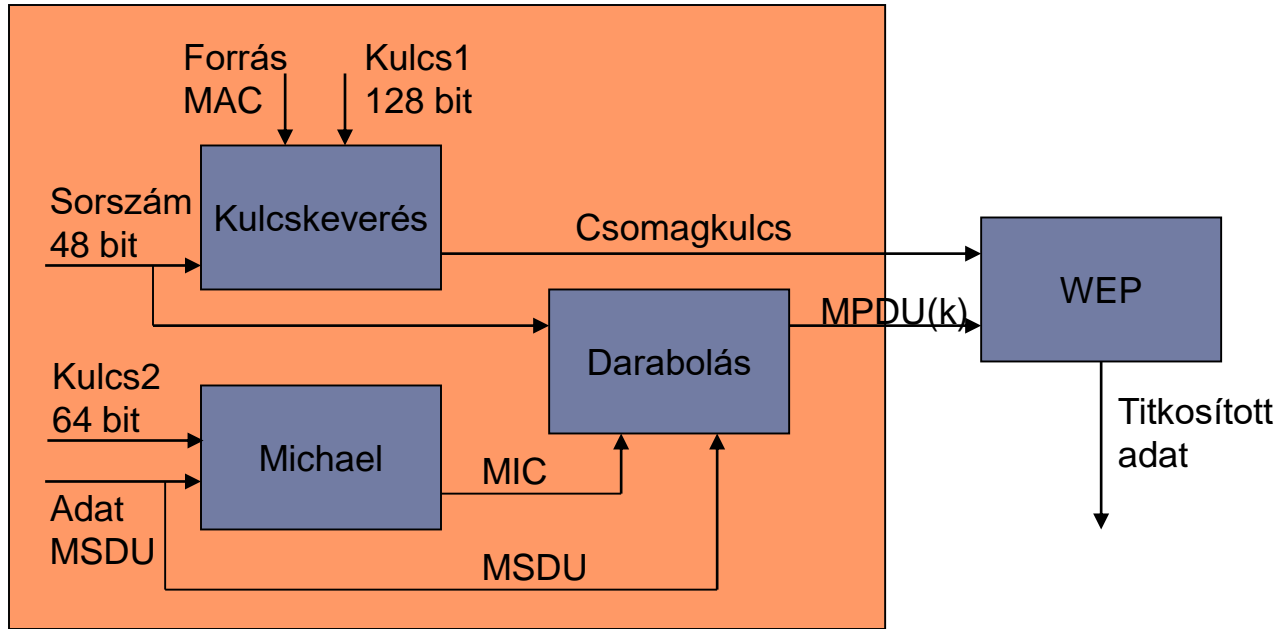 Forrás
MAC
Kulcs1
128 bit
Sorszám
48 bit
Kulcskeverés
Csomagkulcs
WEP
MPDU(k)
Darabolás
Kulcs2
64 bit
Michael
MIC
Titkosított
adat
Adat
MSDU
MSDU